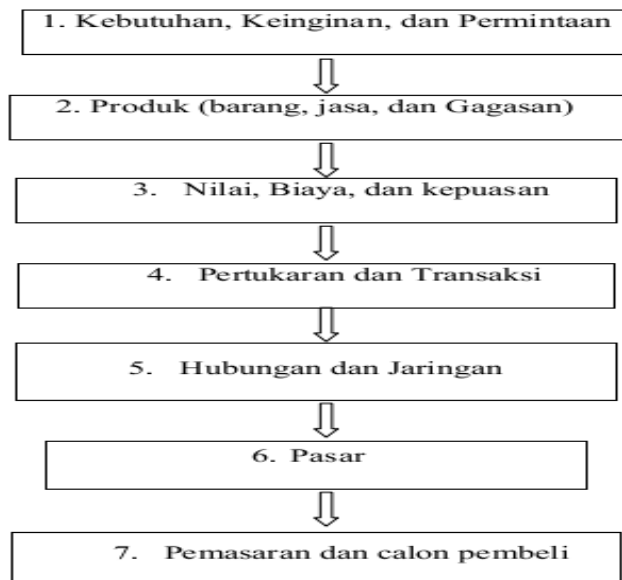 1. Kebutuhan, Keinginan, dan Permintaan
2. Produk (barang, jasa, dan Gagasan)
3. Nilai, Biaya, dan kepuasan
4. Pertukaran dan Transaksi
5. Hubungan dan Jaringan
6. Pasar
7. Pemasaran dan calon pembeli